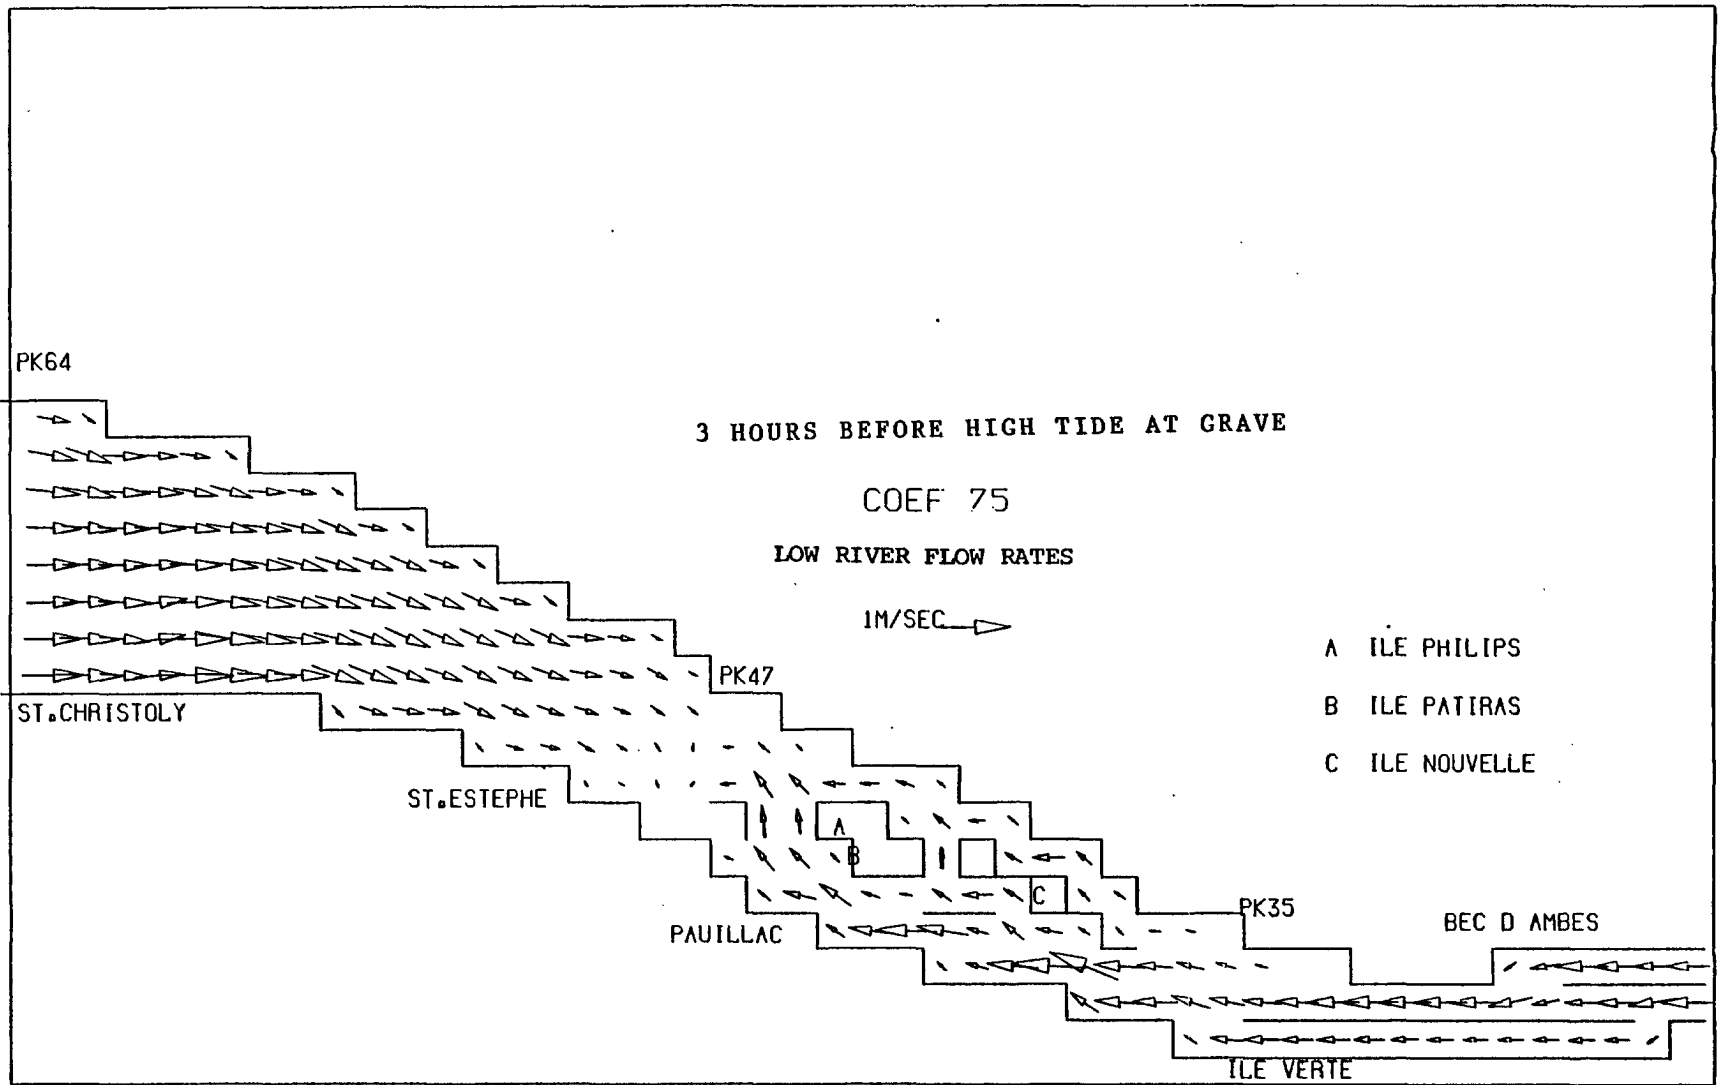 PK64
3 HOURS BEFORE HIGH TIDE AT GRAVE
COEF 75
LOW RIVER FLOW RATES
1M/SEC
A ILE PHILIPS
B ILE PATIRAS
C ILE NOUVELLE
PK47
ST.CHRISTOLY
ST.ESTEPHE
A
B
C
PK35
PAUILLAC
BEC D AMBES
ILE VERTE